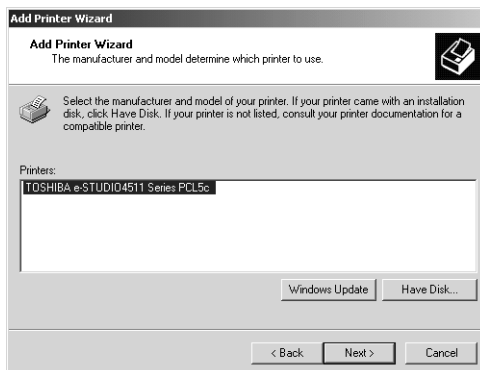 Add Printer Wizard
Add Printer Wizard
The manufacturer and model determine which printer to use.
Select the manufacturer and model of your printer. If your printer came with an installation
disk, click Have Disk. If your printer is not listed, consult your printer documentation for a
compatible printer.
Printers:
TOSHIBA e-STUDIO4511 Series PCL5c
Windows Update
Have Disk...
< Back
Next >
Cancel